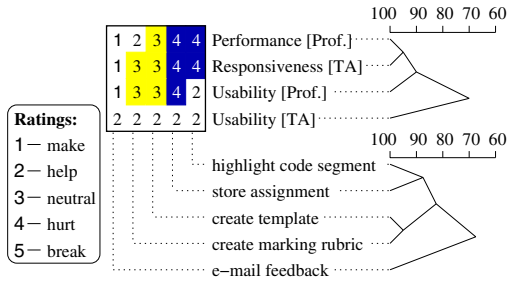 100 90 80 70 60
1 2 3 4 4 Performance [Prof.]
1 3 3 4 4 Responsiveness [TA]
1 3 3 4 2 Usability [Prof.]
2 2 2 2 2 Usability [TA]
Ratings:
1– make
2– help
3– neutral
4– hurt
5– break
100 90 80 70 60
highlight code segment
store assignment
create template
create marking rubric
e–mail feedback